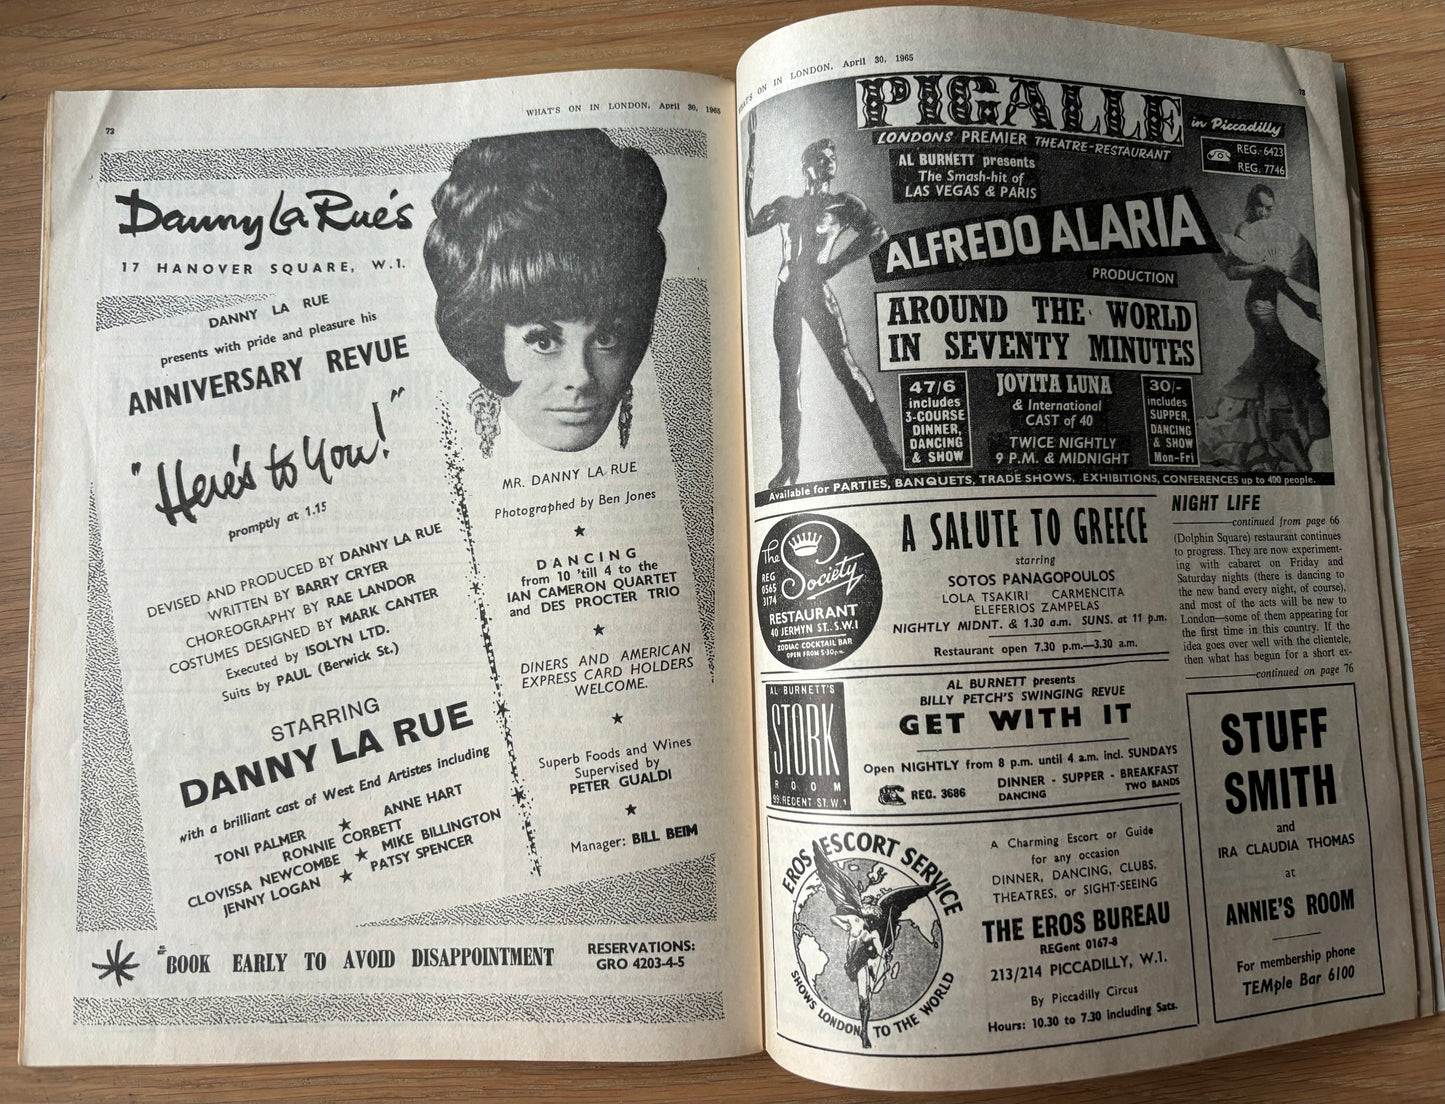 72
WHAT'S ON IN LONDON, April 30, 1965
Danny La Rue's
17 HANOVER SQUARE, W.1.
DANNY LA RUE
presents with pride and pleasure his
ANNIVERSARY REVUE
"Here's to You!"
promptly at 1.15
DEVISED AND PRODUCED BY DANNY LA RUE
WRITTEN BY BARRY CRYER
CHOREOGRAPHY BY RAE LANDOR
COSTUMES DESIGNED BY MARK CANTER
Executed by ISOLYN LTD.
Suits by PAUL (Berwick St.)
STARRING
DANNY LA RUE
with a brilliant cast of West End Artistes including
TONI PALMER ★ ANNE HART
RONNIE CORBETT
CLOVISSA NEWCOMBE ★ MIKE BILLINGTON
JENNY LOGAN ★ PATSY SPENCER
MR. DANNY LA RUE
Photographed by Ben Jones
★
DANCING
from 10 'till 4 to the
IAN CAMERON QUARTET
and DES PROCTER TRIO
★
DINERS AND AMERICAN
EXPRESS CARD HOLDERS
WELCOME.
★
Superb Foods and Wines
Supervised by
PETER GUALDI
★
Manager: BILL BEIM
BOOK EARLY TO AVOID DISAPPOINTMENT
RESERVATIONS:
GRO 4203-4-5
WHAT'S ON IN LONDON, April 30, 1965
73
PIGALLE
in Piccadilly
LONDONS PREMIER THEATRE-RESTAURANT
REG. 6423
REG. 7746
AL BURNETT presents
The Smash-hit of
LAS VEGAS & PARIS
ALFREDO ALARIA
PRODUCTION
AROUND THE WORLD
IN SEVENTY MINUTES
47/6
includes
3-COURSE
DINNER,
DANCING
& SHOW
JOVITA LUNA
& International
CAST of 40
TWICE NIGHTLY
9 P.M. & MIDNIGHT
30/-
includes
SUPPER,
DANCING
& SHOW
Mon-Fri
Available for PARTIES, BANQUETS, TRADE SHOWS, EXHIBITIONS, CONFERENCES up to 400 people.
The
Society
REG
0565
3174
RESTAURANT
40 JERMYN ST., S.W.1
ZODIAC COCKTAIL BAR
OPEN FROM 5-30 p.m.
A SALUTE TO GREECE
starring
SOTOS PANAGOPOULOS
LOLA TSAKIRI CARMENCITA
ELEFERIOS ZAMPELAS
NIGHTLY MIDNT. & 1.30 a.m. SUNS. at 11 p.m.
Restaurant open 7.30 p.m.—3.30 a.m.
NIGHT LIFE
continued from page 66
(Dolphin Square) restaurant continues
to progress. They are now experiment-
ing with cabaret on Friday and
Saturday nights (there is dancing to
the new band every night, of course),
and most of the acts will be new to
London—some of them appearing for
the first time in this country. If the
idea goes over well with the clientele,
then what has begun for a short ex-
continued on page 76
AL BURNETT'S
STORK
ROOM
99, REGENT ST. W.1
AL BURNETT presents
BILLY PETCH'S SWINGING REVUE
GET WITH IT
Open NIGHTLY from 8 p.m. until 4 a.m. incl. SUNDAYS
REG. 3686
DINNER - SUPPER - BREAKFAST
DANCING TWO BANDS
EROS ESCORT SERVICE
SHOWS LONDON TO THE WORLD
A Charming Escort or Guide
for any occasion
DINNER, DANCING, CLUBS,
THEATRES, or SIGHT-SEEING
THE EROS BUREAU
REGent 0167-8
213/214 PICCADILLY, W.1.
By Piccadilly Circus
Hours: 10.30 to 7.30 including Sats.
STUFF
SMITH
and
IRA CLAUDIA THOMAS
at
ANNIE'S ROOM
For membership phone
TEMple Bar 6100